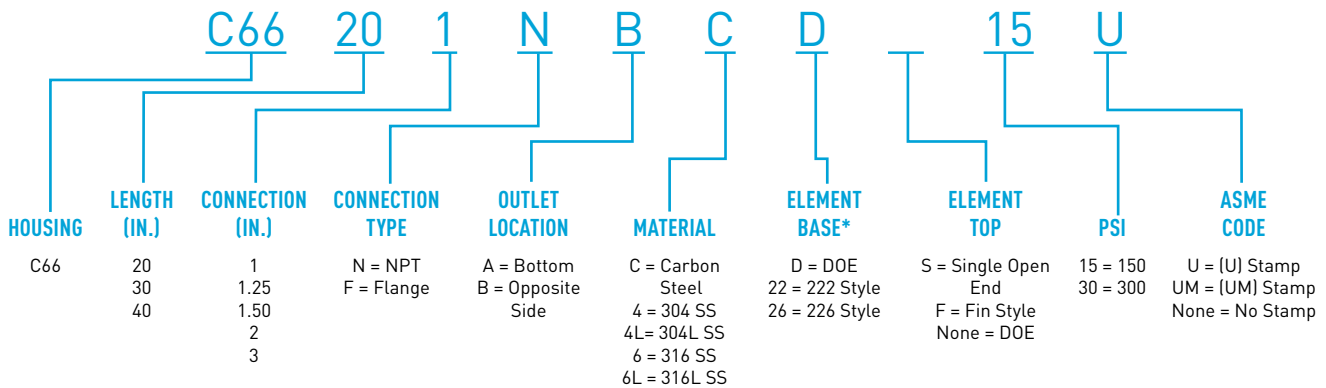 C66 20 1 N B C D 15 U
HOUSING
C66
LENGTH
(IN.)
20
30
40
CONNECTION
(IN.)
1
1.25
1.50
2
3
CONNECTION
TYPE
N = NPT
F = Flange
OUTLET
LOCATION
A = Bottom
B = Opposite
Side
MATERIAL
C = Carbon
Steel
4 = 304 SS
4L= 304L SS
6 = 316 SS
6L = 316L SS
ELEMENT
BASE*
D = DOE
22 = 222 Style
26 = 226 Style
ELEMENT
TOP
S = Single Open
End
F = Fin Style
None = DOE
PSI
15 = 150
30 = 300
ASME
CODE
U = (U) Stamp
UM = (UM) Stamp
None = No Stamp